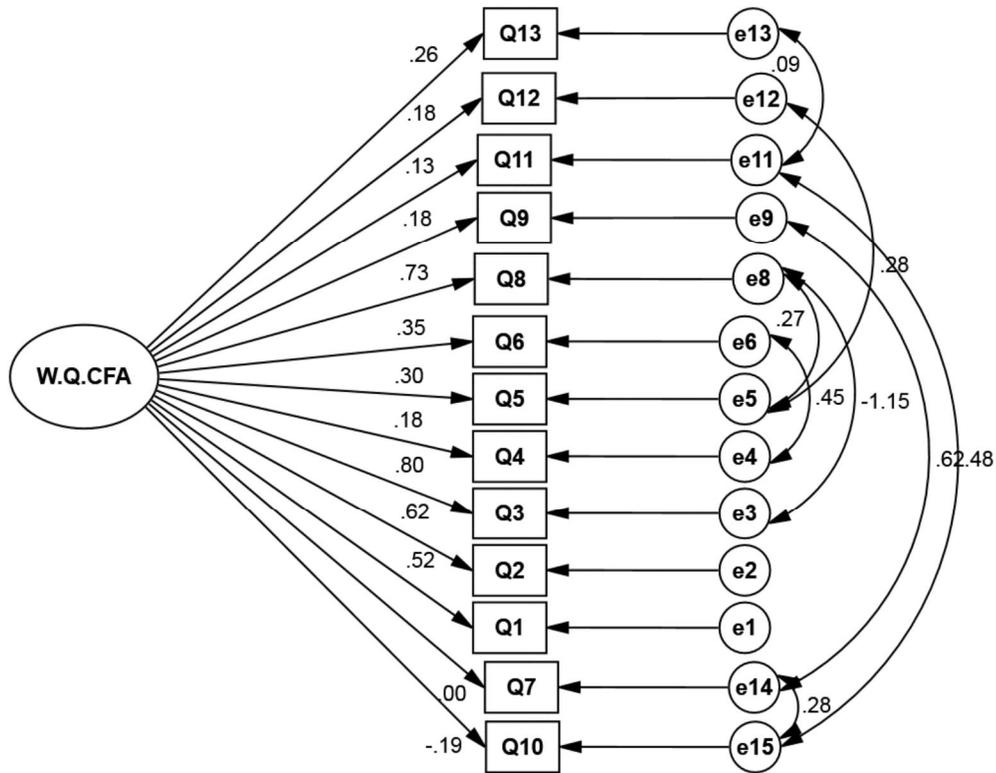 Q13 e13
.26
.09
Q12 e12
.18
Q11 e11
.13
Q9 e9
.18
.28
Q8 e8
.73
.27
Q6 e6
.35
W.Q.CFA
.30
Q5 e5
.45 -1.15
.18
Q4 e4
.62 .48
.80
Q3 e3
.62
Q2 e2
.52
Q1 e1
Q7 e14
.00
.28
Q10 e15
-.19